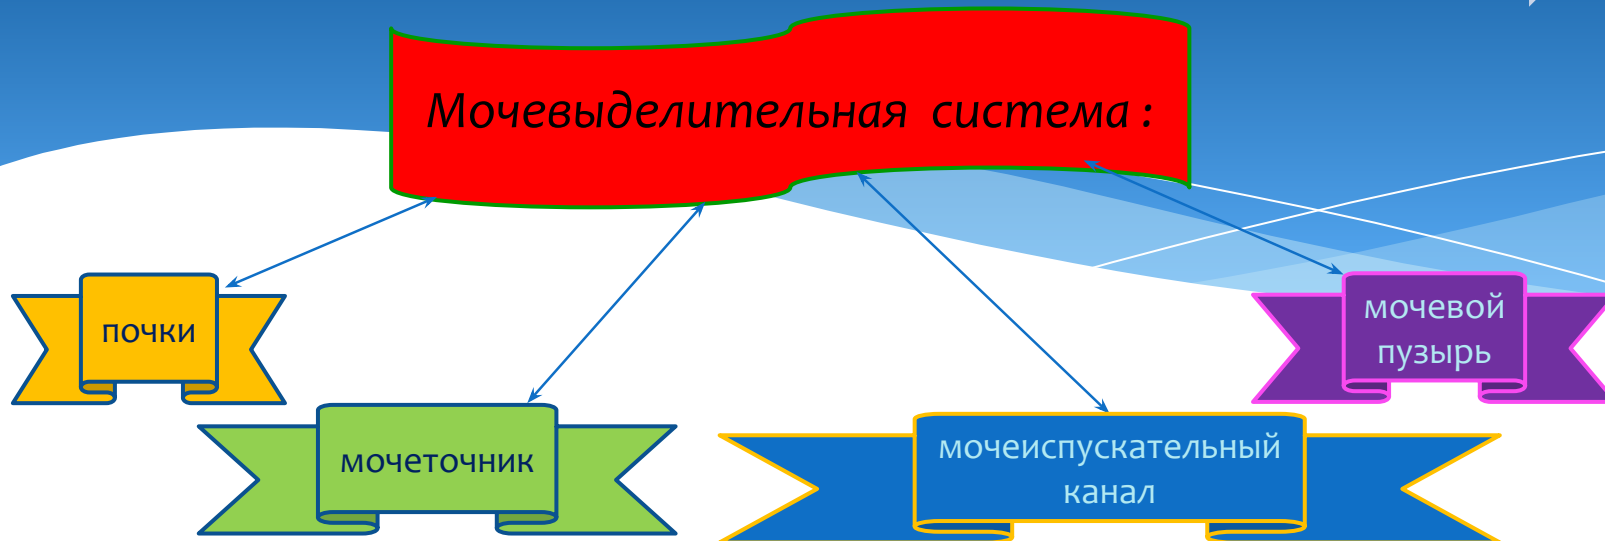 Мочевыделительная система :
почки
мочеточник
мочеиспускательный
канал
мочевой
пузырь